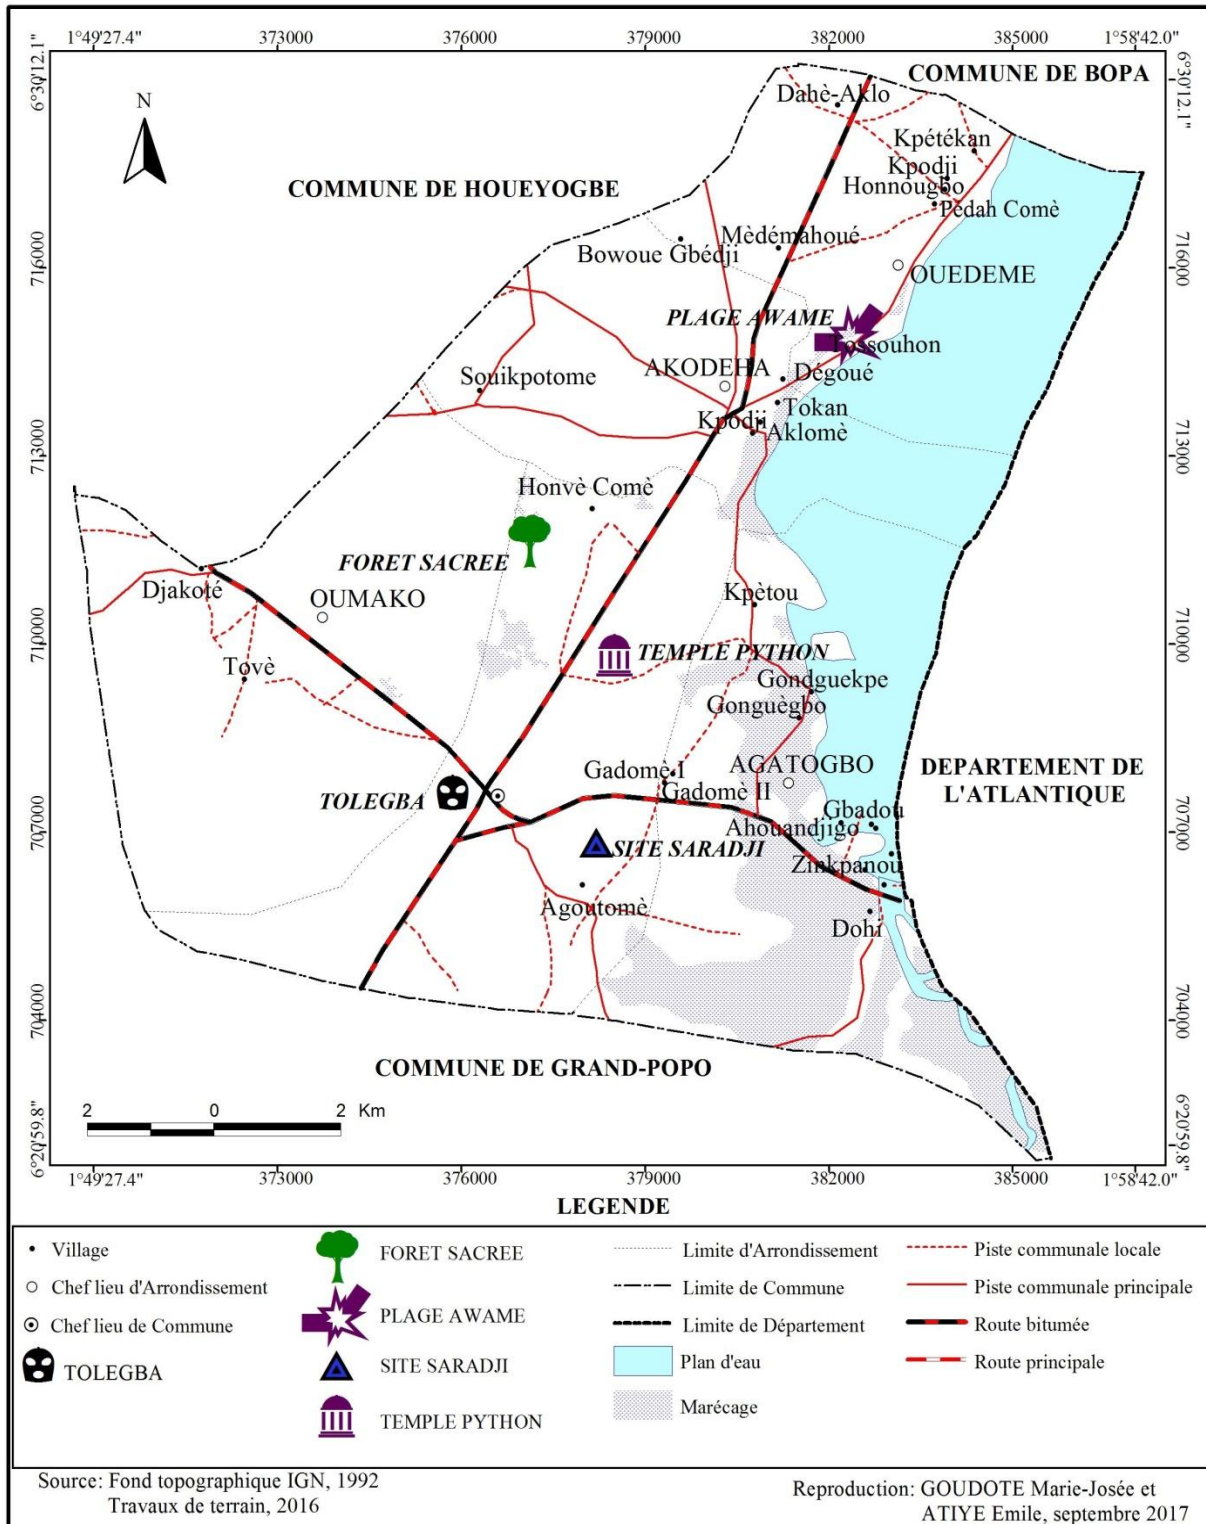 1°49'27.4"
373000
376000
379000
382000
385000
1°58'42.0"
6°30'12.1"
6°30'12.1"
COMMUNE DE BOPA
Dahè-Aklo
N
Kpétékan
Kpodji
COMMUNE DE HOUEYOGBE
Honnougbo
Pèdah Comè
Mèdémahoué
Bowoue Gbédji
716000
716000
OUEDEME
PLAGE AWAME
Tossouhon
AKODEHA
Dégoué
Souikpotome
Tokan
Kpodji
Aklomè
713000
713000
Honvè Comè
FORET SACREE
Djakoté
OUMAKO
Kpètou
710000
710000
TEMPLE PYTHON
Tovè
Gondguekpe
Gonguègbo
Gadome I
AGATOGBO
DEPARTEMENT DE
L'ATLANTIQUE
Gadomè II
TOLEGBA
Gbadou
Ahouandjigo
707000
707000
SITE SARADJI
Zinkpanou
Agoutomè
Dohi
704000
704000
COMMUNE DE GRAND-POPO
2 0 2 Km
6°20'59.8"
6°20'59.8"
1°49'27.4"
373000
376000
379000
382000
385000
1°58'42.0"
LEGENDE
Village
Chef lieu d'Arrondissement
Chef lieu de Commune
TOLEGBA
FORET SACREE
PLAGE AWAME
SITE SARADJI
TEMPLE PYTHON
Limite d'Arrondissement
Limite de Commune
Limite de Département
Plan d'eau
Marécage
Piste communale locale
Piste communale principale
Route bitumée
Route principale
Source: Fond topographique IGN, 1992
Travaux de terrain, 2016
Reproduction: GOUDOTE Marie-Josée et
ATIYE Emile, septembre 2017